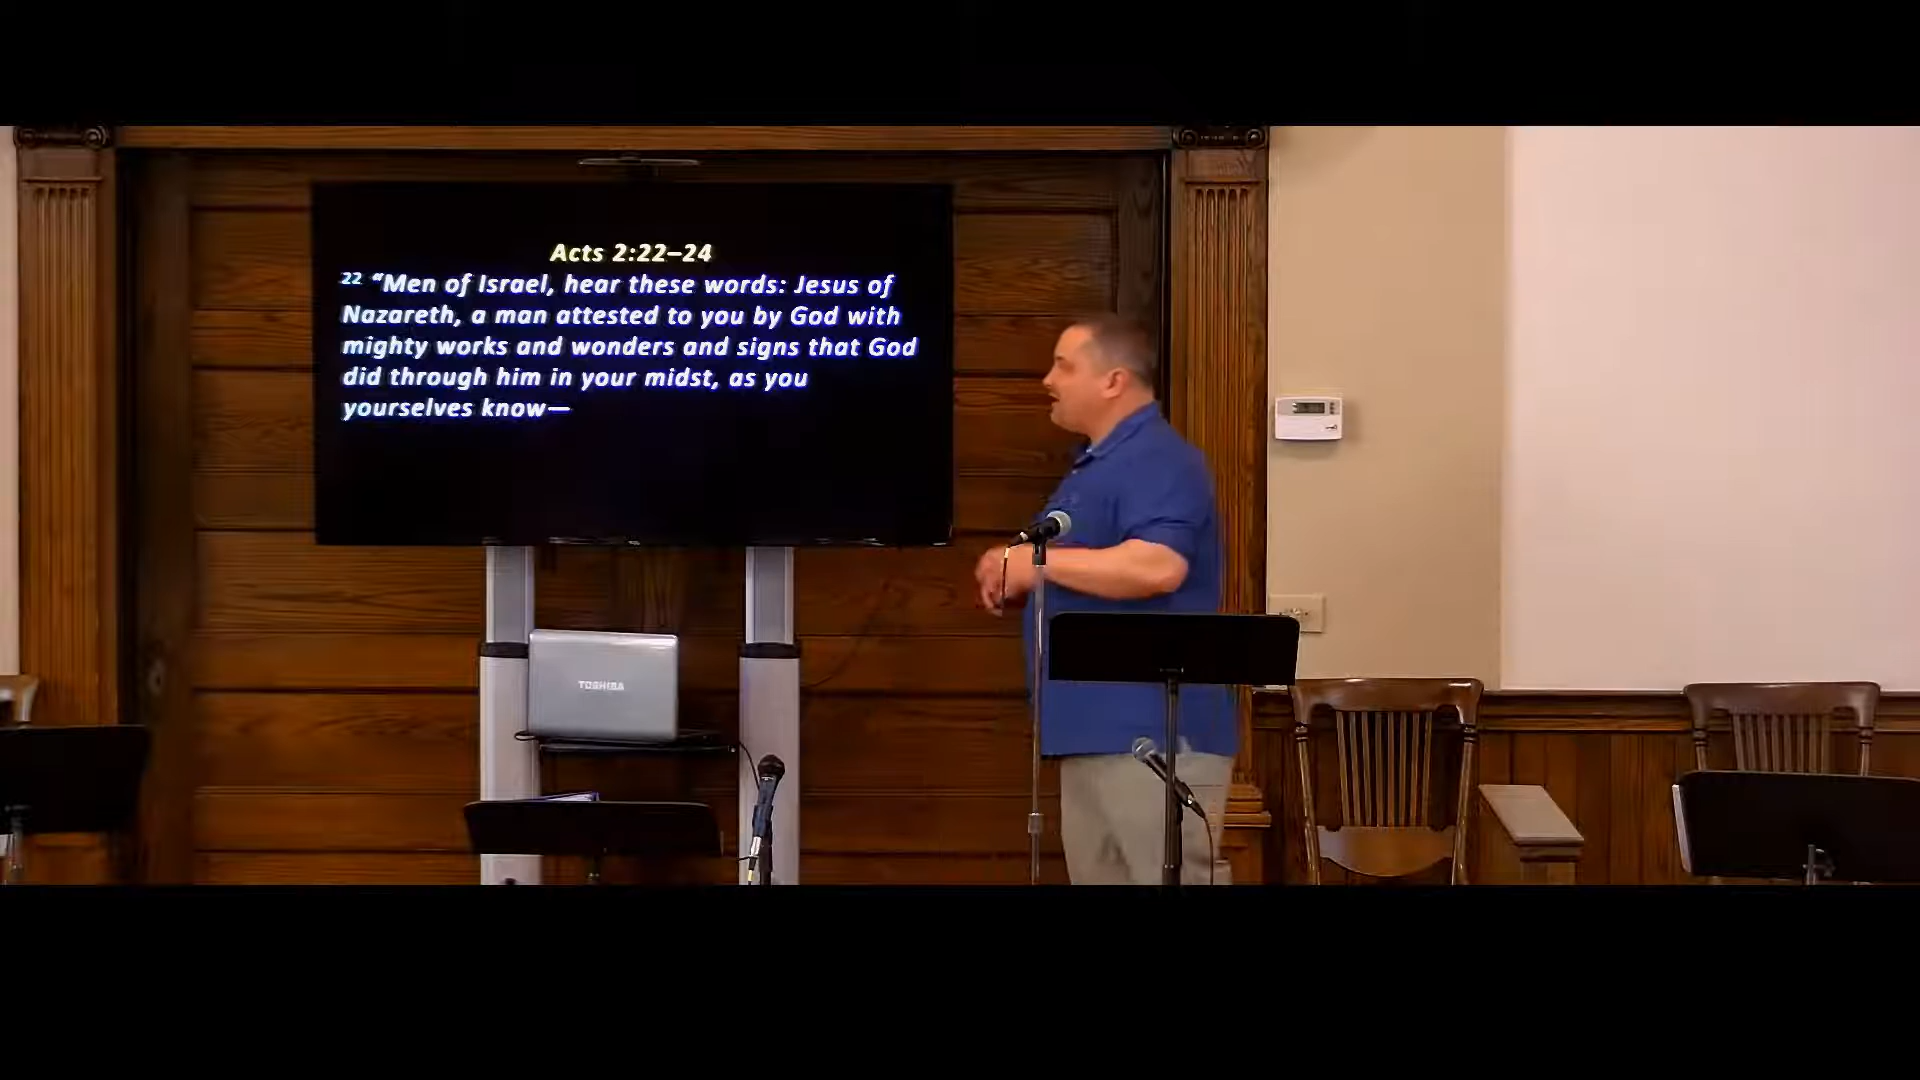 Acts 2:22–24
22 “Men of Israel, hear these words: Jesus of
Nazareth, a man attested to you by God with
mighty works and wonders and signs that God
did through him in your midst, as you
yourselves know—
TOSHIBA